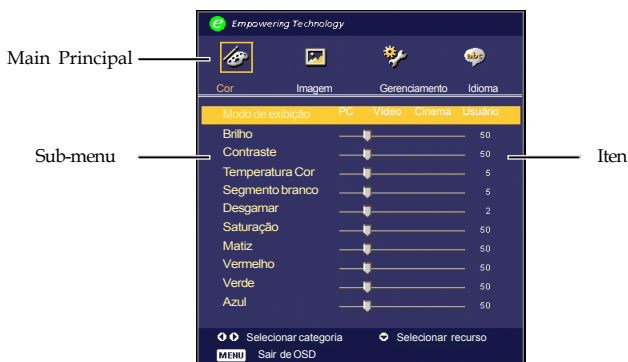 Empowering Technology
Main Principal
Cor Imagem Gerenciamento Idioma
Modo de exibição PC Vídeo Cinema Usuário
Brilho 50
Contraste 50
Sub-menu
Iten
Temperatura Cor 5
Segmento branco 5
Desgamar 2
Saturação 50
Matiz 50
Vermelho 50
Verde 50
Azul 50
Selecionar categoria Selecionar recurso
MENU Sair de OSD